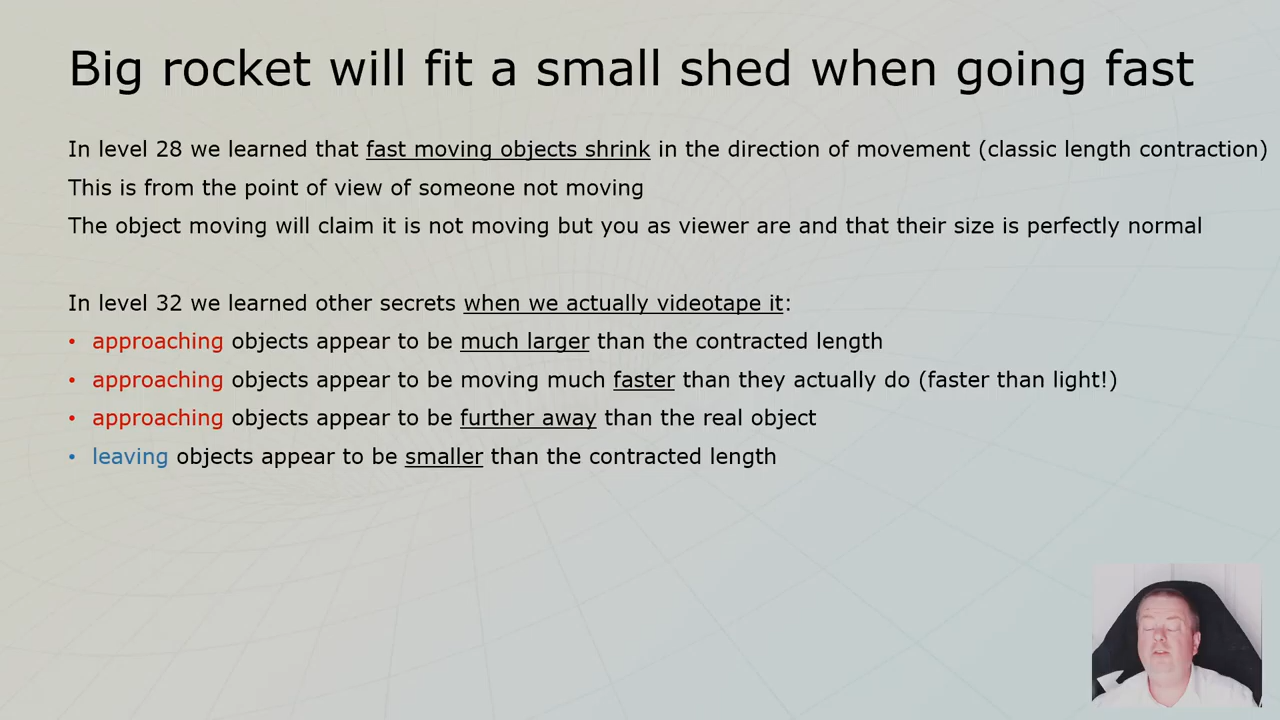 Big rocket will fit a small shed when going fast
In level 28 we learned that fast moving objects shrink in the direction of movement (classic length contraction)
This is from the point of view of someone not moving
The object moving will claim it is not moving but you as viewer are and that their size is perfectly normal
In level 32 we learned other secrets when we actually videotape it:
• approaching objects appear to be much larger than the contracted length
• approaching objects appear to be moving much faster than they actually do (faster than light!)
• approaching objects appear to be further away than the real object
• leaving objects appear to be smaller than the contracted length